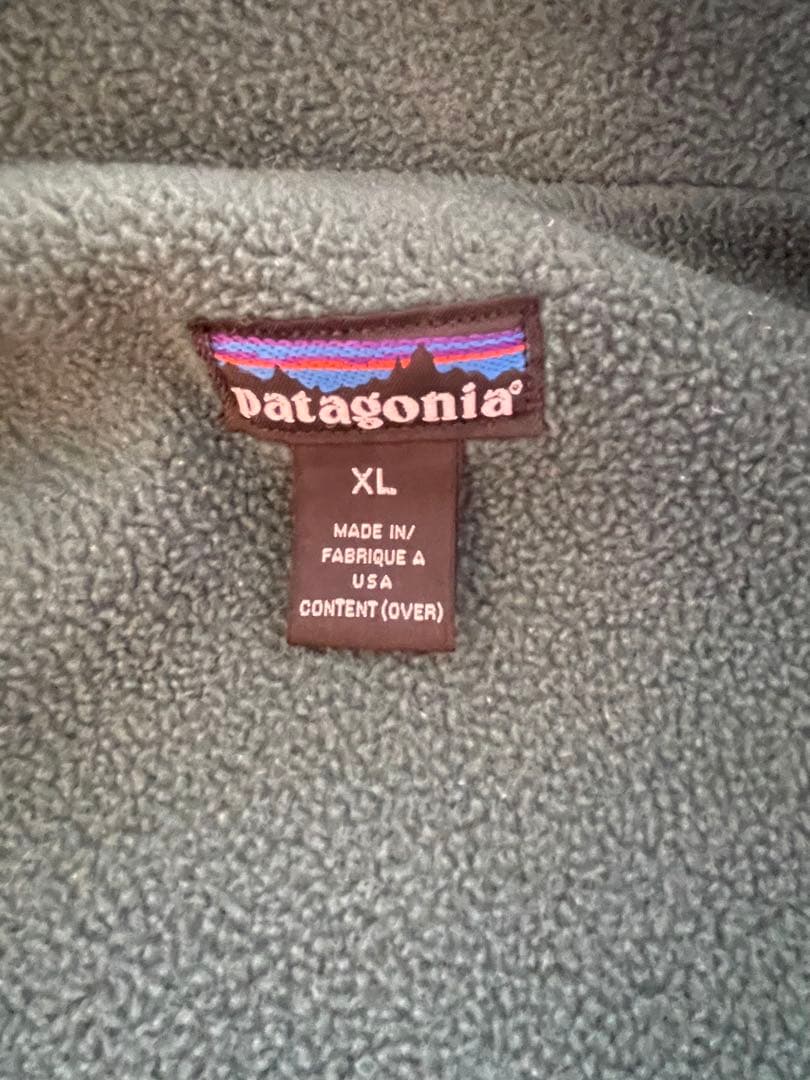 patagonia®
XL
MADE IN/
FABRIQUE A
USA
CONTENT (OVER)